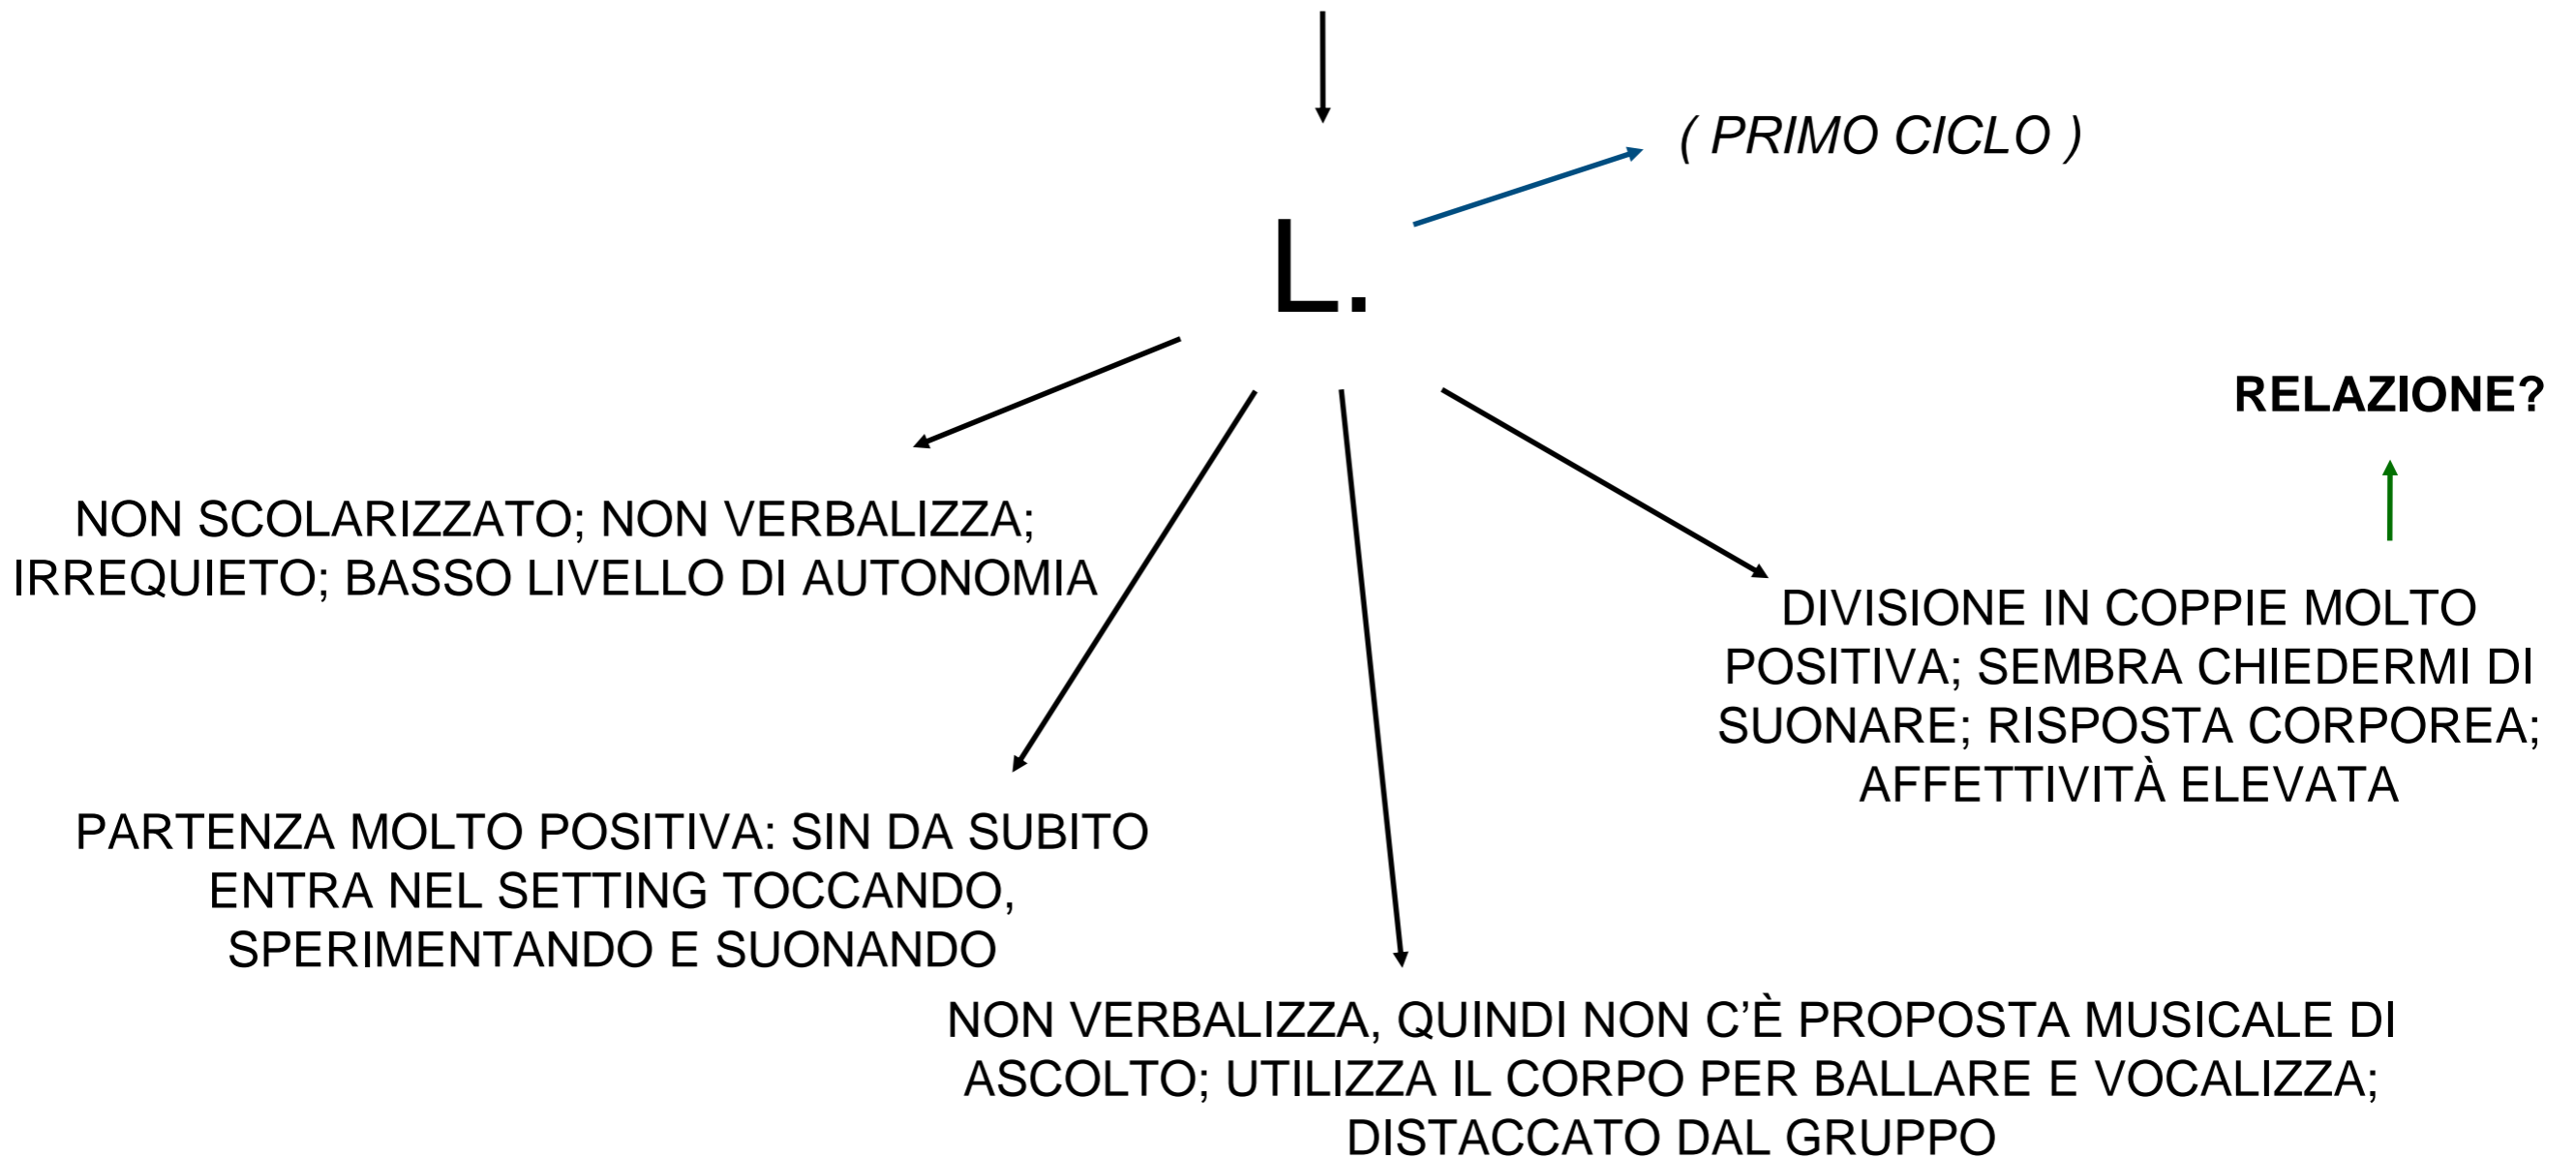 ( PRIMO CICLO )
L.
RELAZIONE?
NON SCOLARIZZATO; NON VERBALIZZA;
IRREQUIETO; BASSO LIVELLO DI AUTONOMIA
DIVISIONE IN COPPIE MOLTO
POSITIVA; SEMBRA CHIEDERMI DI
SUONARE; RISPOSTA CORPOREA;
AFFETTIVITÀ ELEVATA
PARTENZA MOLTO POSITIVA: SIN DA SUBITO
ENTRA NEL SETTING TOCCANDO,
SPERIMENTANDO E SUONANDO
NON VERBALIZZA, QUINDI NON C’È PROPOSTA MUSICALE DI
ASCOLTO; UTILIZZA IL CORPO PER BALLARE E VOCALIZZA;
DISTACCATO DAL GRUPPO